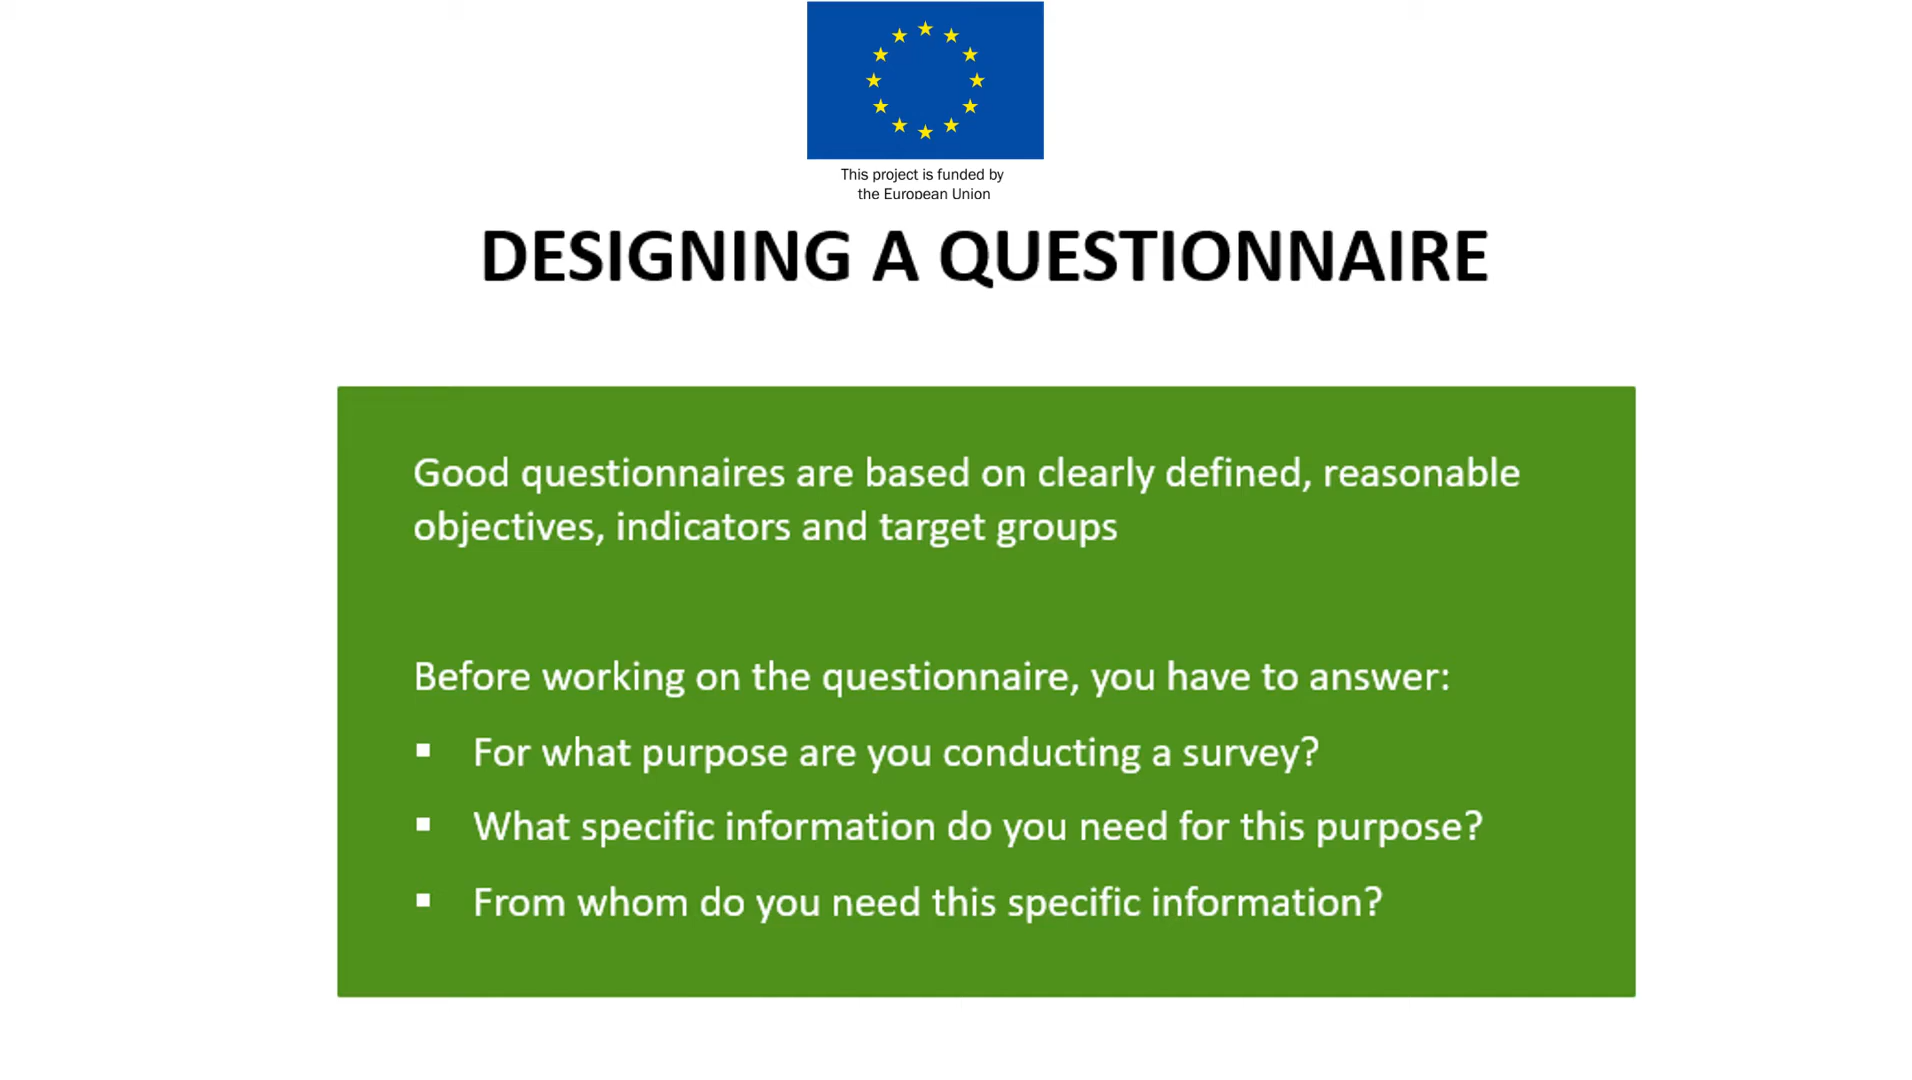 This project is funded by
the European Union
DESIGNING A QUESTIONNAIRE
Good questionnaires are based on clearly defined, reasonable
objectives, indicators and target groups
Before working on the questionnaire, you have to answer:
▪ For what purpose are you conducting a survey?
▪ What specific information do you need for this purpose?
▪ From whom do you need this specific information?